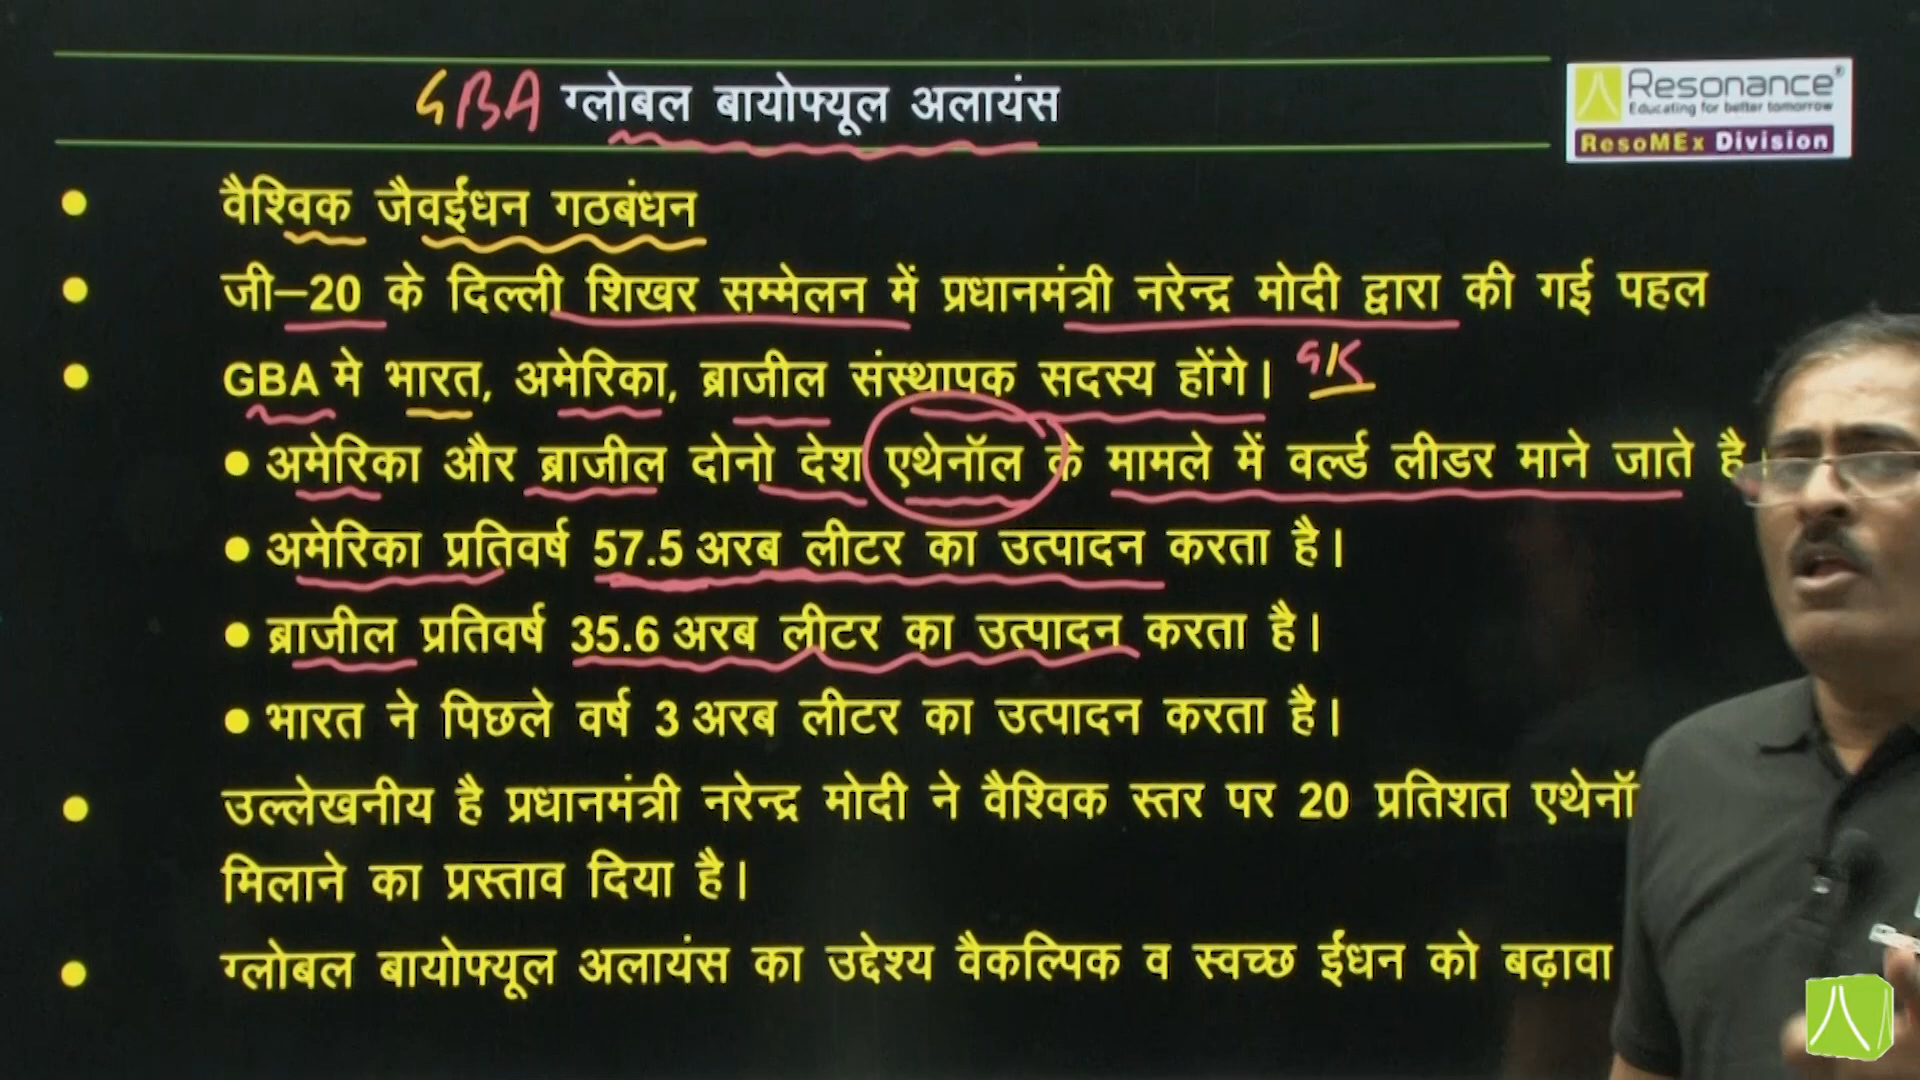 GBA ग्लोबल बायोफ्यूल अलायंस
Resonance®
Educating for better tomorrow
ResoMEx Division
• वैश्विक जैवईंधन गठबंधन
• जी–20 के दिल्ली शिखर सम्मेलन में प्रधानमंत्री नरेन्द्र मोदी द्वारा की गई पहल
• GBA मे भारत, अमेरिका, ब्राजील संस्थापक सदस्य होंगे। GK
• अमेरिका और ब्राजील दोनो देश एथेनॉल के मामले में वर्ल्ड लीडर माने जाते है
• अमेरिका प्रतिवर्ष 57.5 अरब लीटर का उत्पादन करता है।
• ब्राजील प्रतिवर्ष 35.6 अरब लीटर का उत्पादन करता है।
• भारत ने पिछले वर्ष 3 अरब लीटर का उत्पादन करता है।
• उल्लेखनीय है प्रधानमंत्री नरेन्द्र मोदी ने वैश्विक स्तर पर 20 प्रतिशत
मिलाने का प्रस्ताव दिया है।
• ग्लोबल बायोफ्यूल अलायंस का उद्देश्य वैकल्पिक व स्वच्छ ईंधन को बढ़ावा